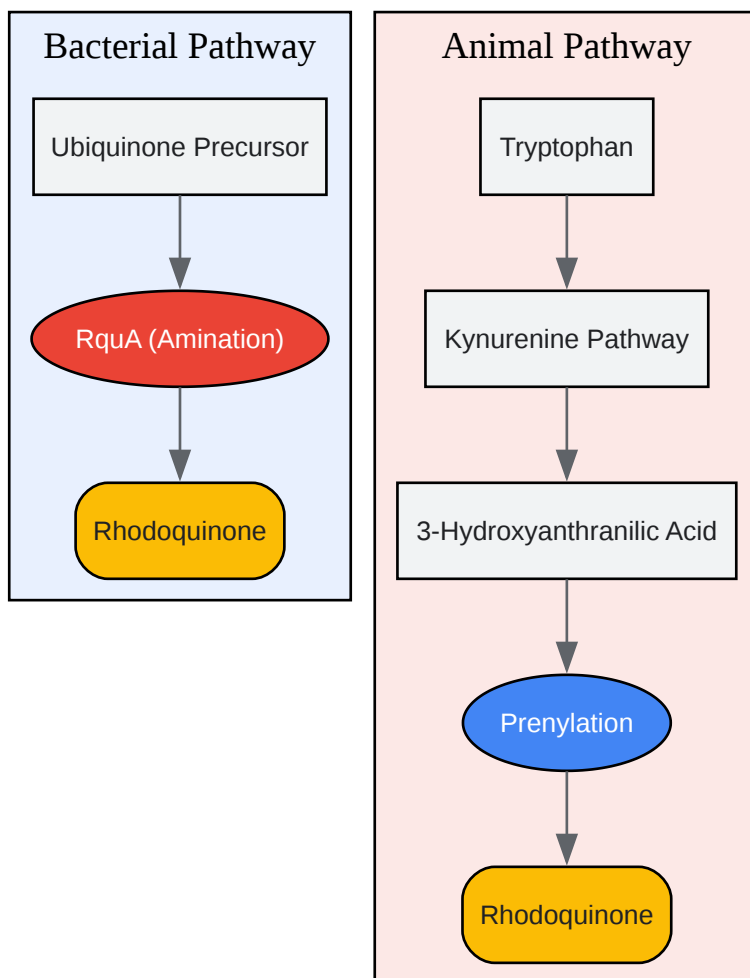 Bacterial Pathway
Ubiquinone Precursor
RquA (Amination)
Rhodoquinone
Animal Pathway
Tryptophan
Kynurenine Pathway
3-Hydroxyanthranilic Acid
Prenylation
Rhodoquinone